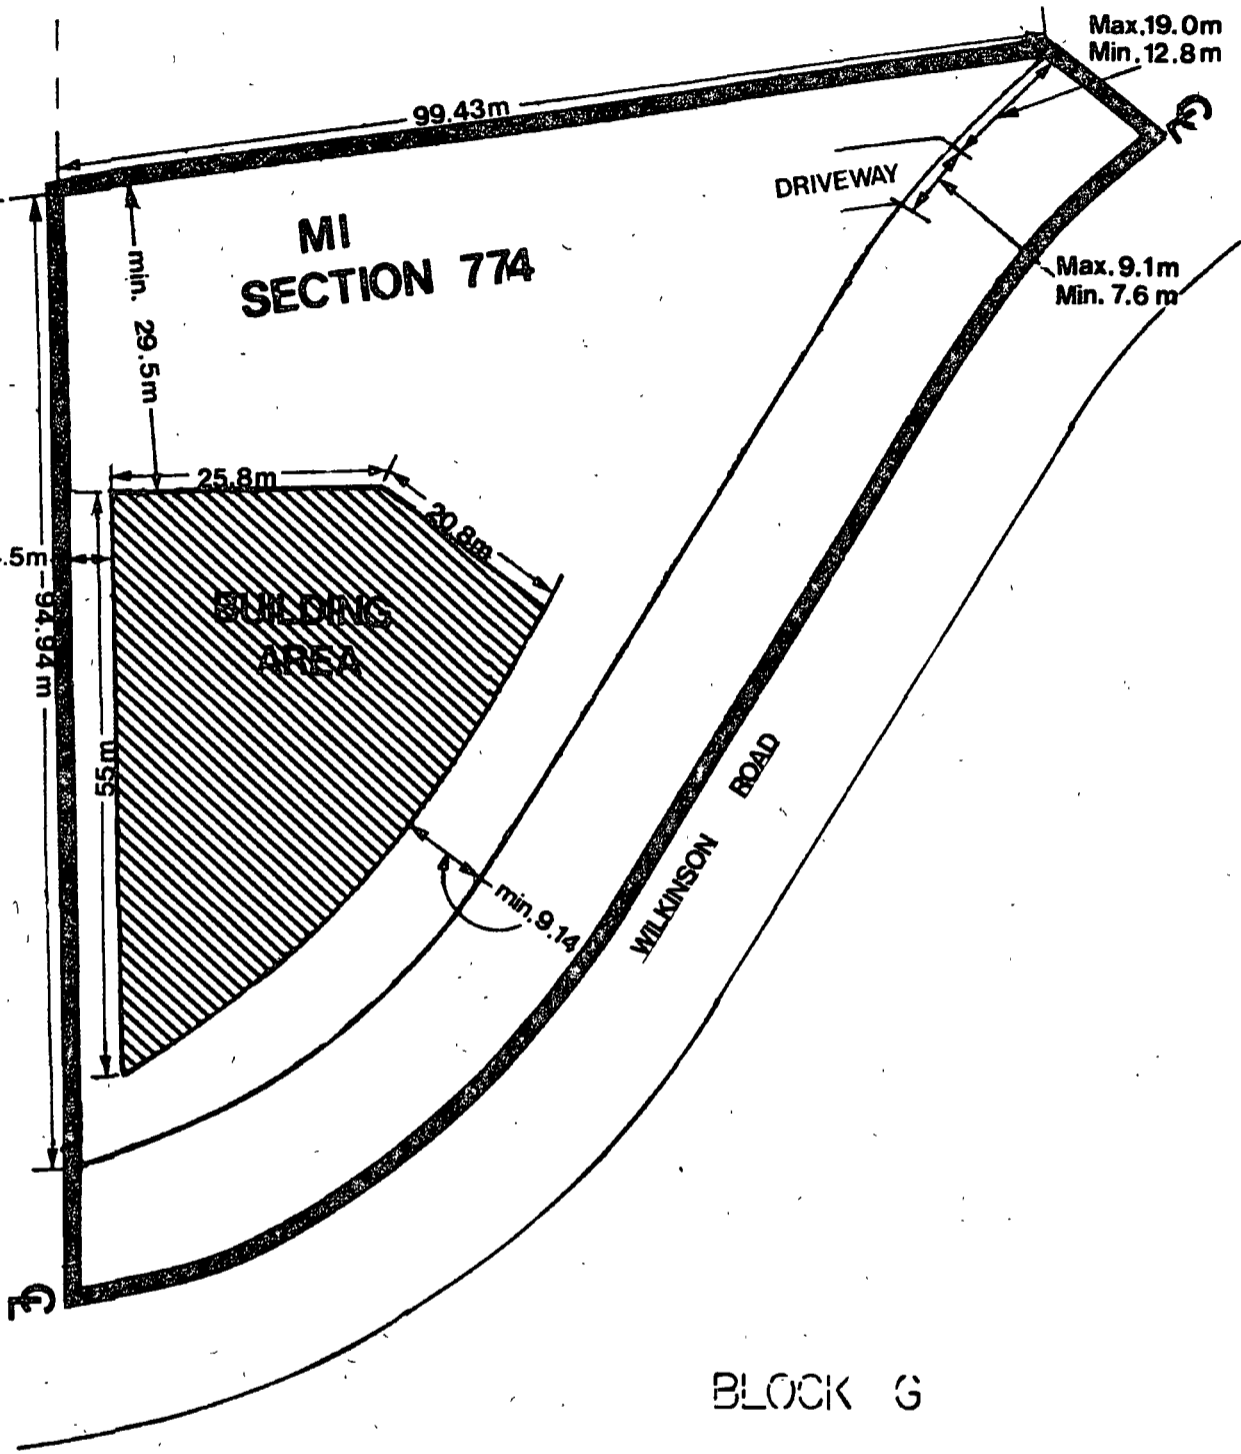 Max.19.0m
Min.12.8m
99.43m
DRIVEWAY
MI
SECTION 774
min. 29.5m
Max. 9.1m
Min. 7.6 m
25.8m
20.8m
.5m
94.94m
BUILDING
AREA
55m
min. 9.14
WILKINSON ROAD
BLOCK G